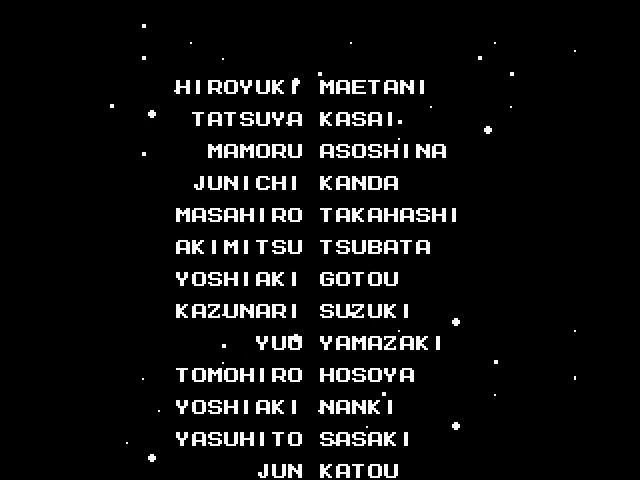 HIROYUKI MAETANI
TATSUYA KASAI
MAMORU ASOSHINA
JUNICHI KANDA
MASAHIRO TAKAHASHI
AKIMITSU TSUBATA
YOSHIAKI GOTOU
KAZUNARI SUZUKI
YUU YAMAZAKI
TOMOHIRO HOSOYA
YOSHIAKI NANKI
YASUHITO SASAKI
JUN KATOU